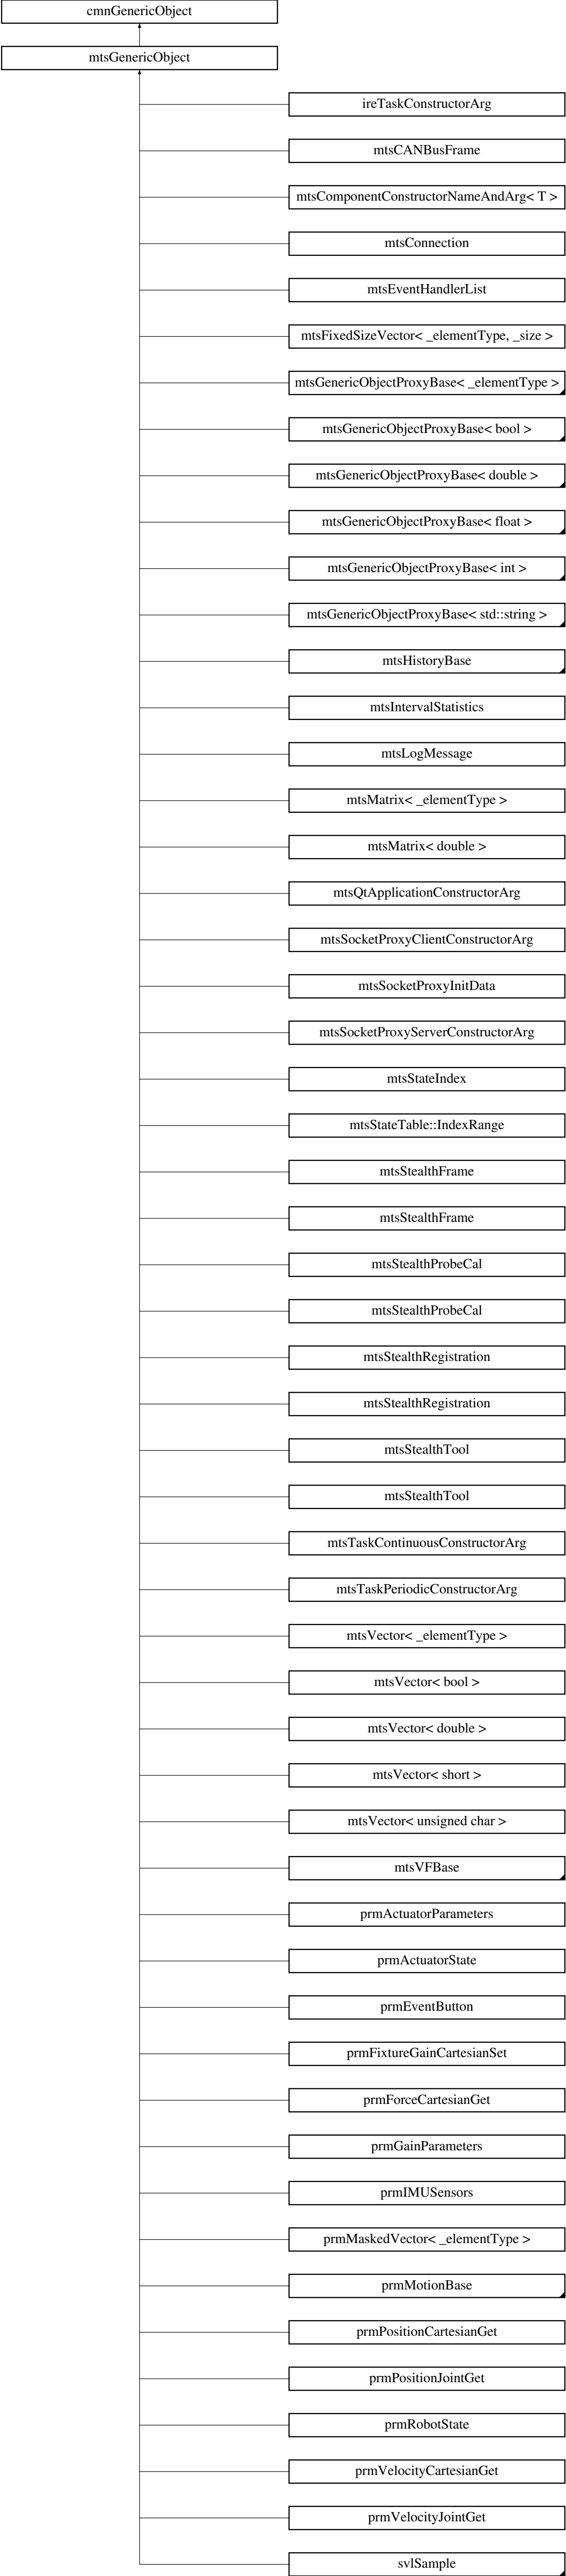 cmnGenericObject
mtsGenericObject
ireTaskConstructorArg
mtsCANBusFrame
mtsComponentConstructorNameAndArg< T >
mtsConnection
mtsEventHandlerList
mtsFixedSizeVector< _elementType, _size >
mtsGenericObjectProxyBase< _elementType >
mtsGenericObjectProxyBase< bool >
mtsGenericObjectProxyBase< double >
mtsGenericObjectProxyBase< float >
mtsGenericObjectProxyBase< int >
mtsGenericObjectProxyBase< std::string >
mtsHistoryBase
mtsIntervalStatistics
mtsLogMessage
mtsMatrix< _elementType >
mtsMatrix< double >
mtsQtApplicationConstructorArg
mtsSocketProxyClientConstructorArg
mtsSocketProxyInitData
mtsSocketProxyServerConstructorArg
mtsStateIndex
mtsStateTable::IndexRange
mtsStealthFrame
mtsStealthFrame
mtsStealthProbeCal
mtsStealthProbeCal
mtsStealthRegistration
mtsStealthRegistration
mtsStealthTool
mtsStealthTool
mtsTaskContinuousConstructorArg
mtsTaskPeriodicConstructorArg
mtsVector< _elementType >
mtsVector< bool >
mtsVector< double >
mtsVector< short >
mtsVector< unsigned char >
mtsVFBase
prmActuatorParameters
prmActuatorState
prmEventButton
prmFixtureGainCartesianSet
prmForceCartesianGet
prmGainParameters
prmIMUSensors
prmMaskedVector< _elementType >
prmMotionBase
prmPositionCartesianGet
prmPositionJointGet
prmRobotState
prmVelocityCartesianGet
prmVelocityJointGet
svlSample